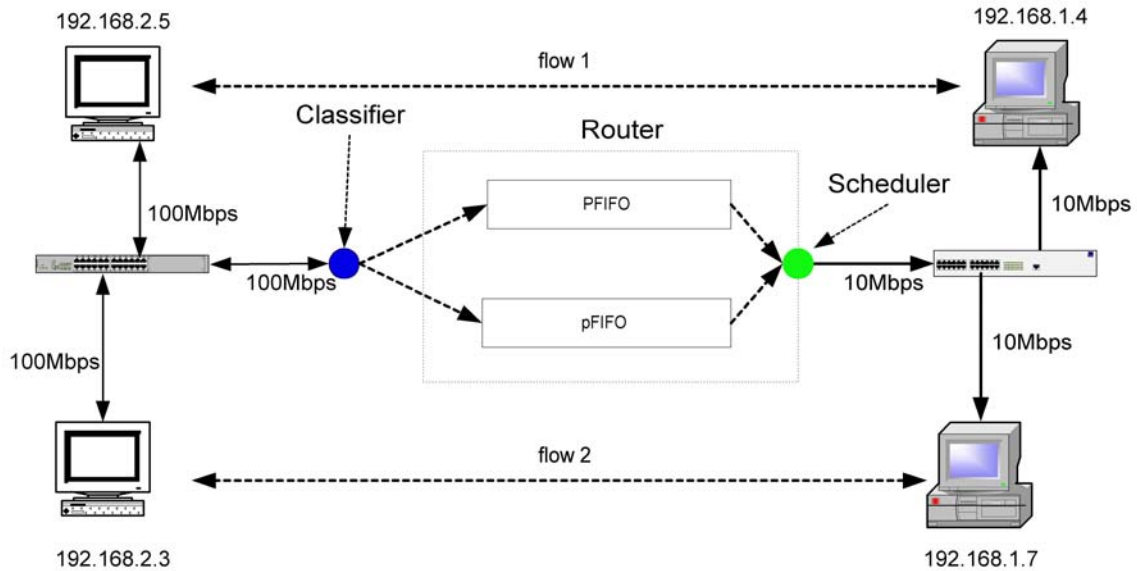 192.168.2.5
192.168.1.4
flow 1
Classifier
Router
Scheduler
PFIFO
100Mbps
10Mbps
100Mbps
10Mbps
pFIFO
10Mbps
100Mbps
flow 2
192.168.2.3
192.168.1.7